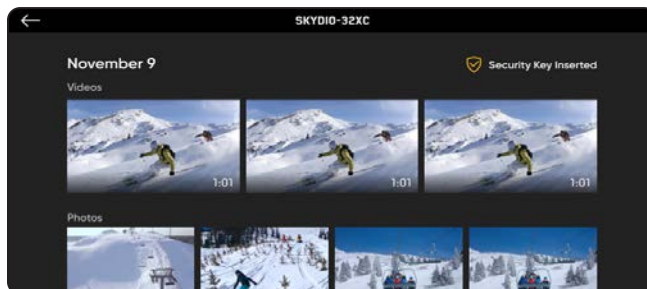 SKYDIO-32XC
November 9
Security Key Inserted
Videos
1:01
1:01
1:01
Photos